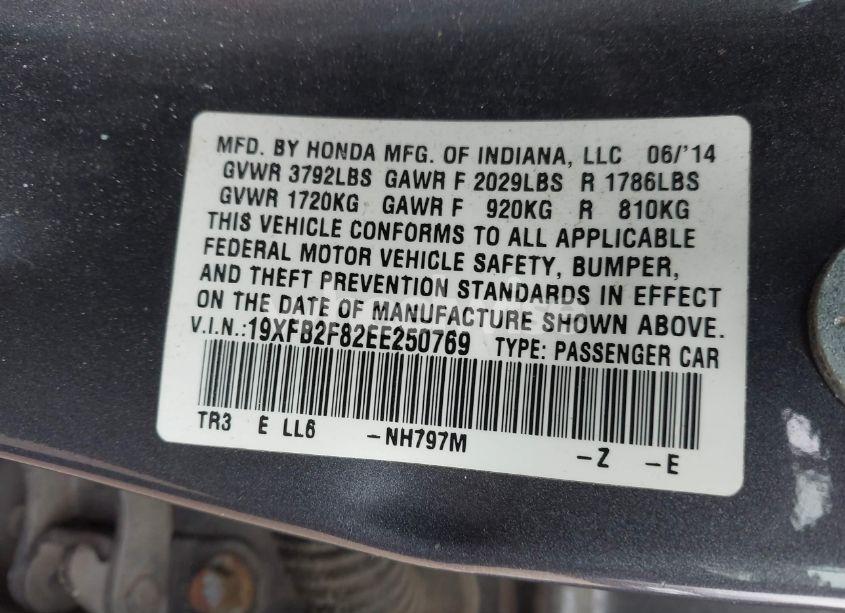 MFD. BY HONDA MFG. OF INDIANA, LLC 06/'14
GVWR 3792LBS GAWR F 2029LBS R 1786LBS
GVWR 1720KG GAWR F 920KG R 810KG
THIS VEHICLE CONFORMS TO ALL APPLICABLE
FEDERAL MOTOR VEHICLE SAFETY, BUMPER,
AND THEFT PREVENTION STANDARDS IN EFFECT
ON THE DATE OF MANUFACTURE SHOWN ABOVE.
V.I.N.:19XFB2F82EE250769 TYPE: PASSENGER CAR
TR3 E LL6 -NH797M -Z -E